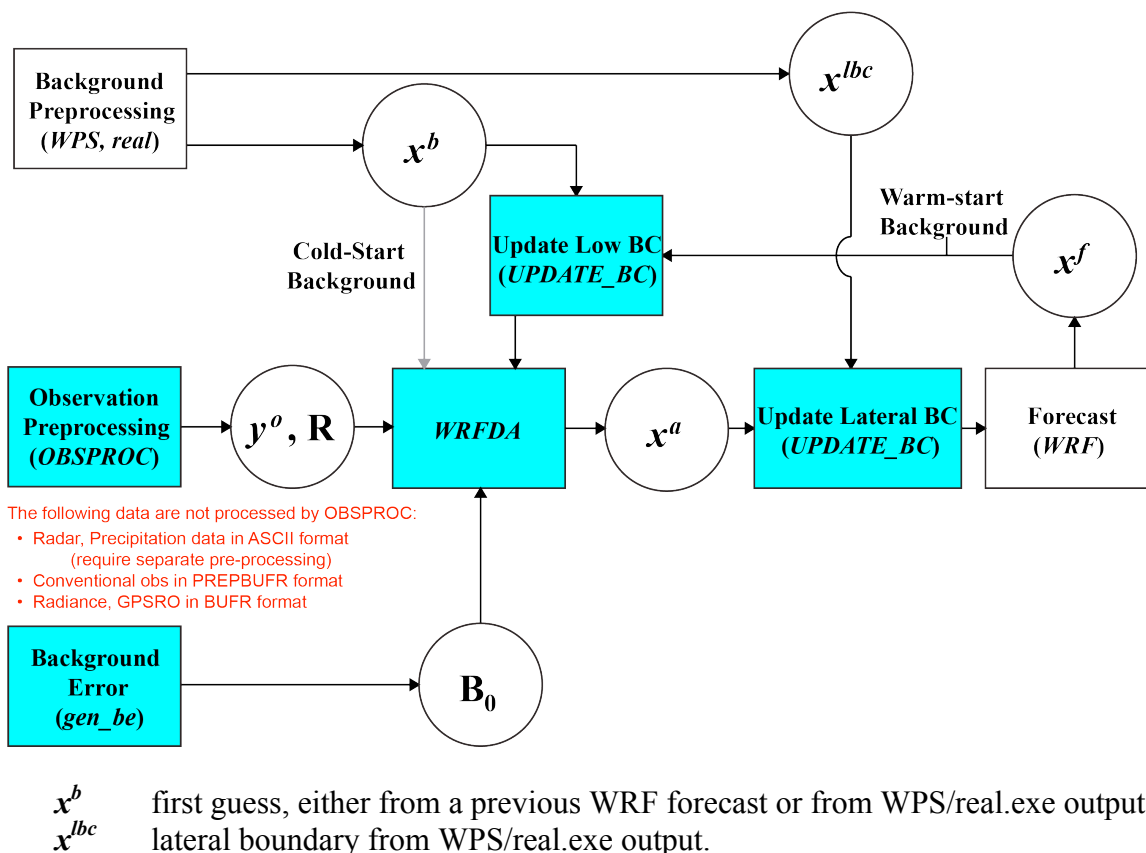 Background
Preprocessing
(WPS, real)
x^b
x^lbc
Warm-start
Background
Update Low BC
(UPDATE_BC)
Cold-Start
Background
x^f
Observation
Preprocessing
(OBSPROC)
y^o, R
WRFDA
x^a
Update Lateral BC
(UPDATE_BC)
Forecast
(WRF)
The following data are not processed by OBSPROC:
• Radar, Precipitation data in ASCII format
(require separate pre-processing)
• Conventional obs in PREPBUFR format
• Radiance, GPSRO in BUFR format
Background
Error
(gen_be)
B_0
x^b first guess, either from a previous WRF forecast or from WPS/real.exe output
x^lbc lateral boundary from WPS/real.exe output.